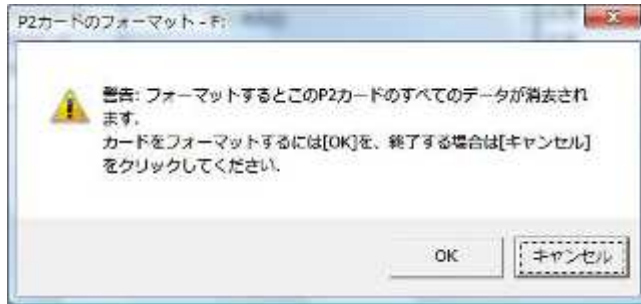 P2カードのフォーマット - F:
警告: フォーマットするとこのP2カードのすべてのデータが消去され
ます.
カードをフォーマットするには[OK]を、終了する場合は[キャンセル]
をクリックしてください.
OK
キャンセル